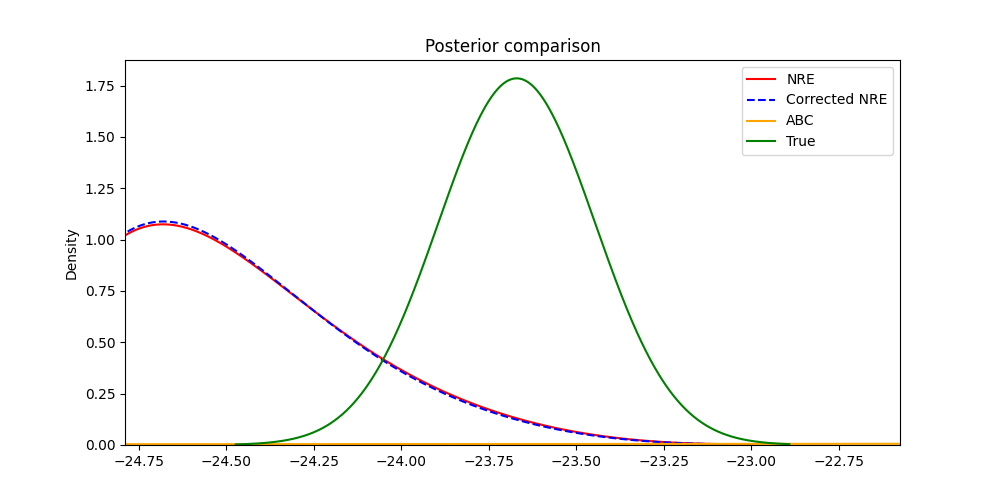 Posterior comparison
NRE
Corrected NRE
ABC
True
Density
1.75
1.50
1.25
1.00
0.75
0.50
0.25
0.00
−24.75 −24.50 −24.25 −24.00 −23.75 −23.50 −23.25 −23.00 −22.75